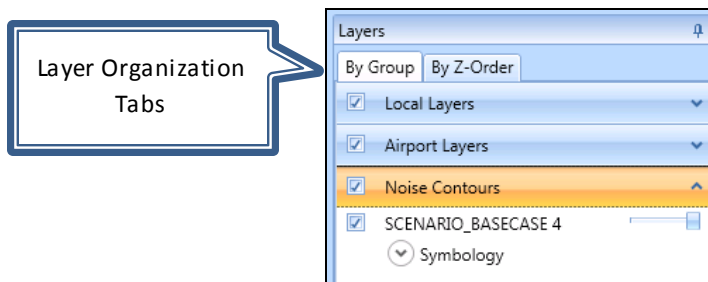 Layer Organization
Tabs
Layers
By Group By Z-Order
Local Layers
Airport Layers
Noise Contours
SCENARIO_BASECASE 4
Symbology